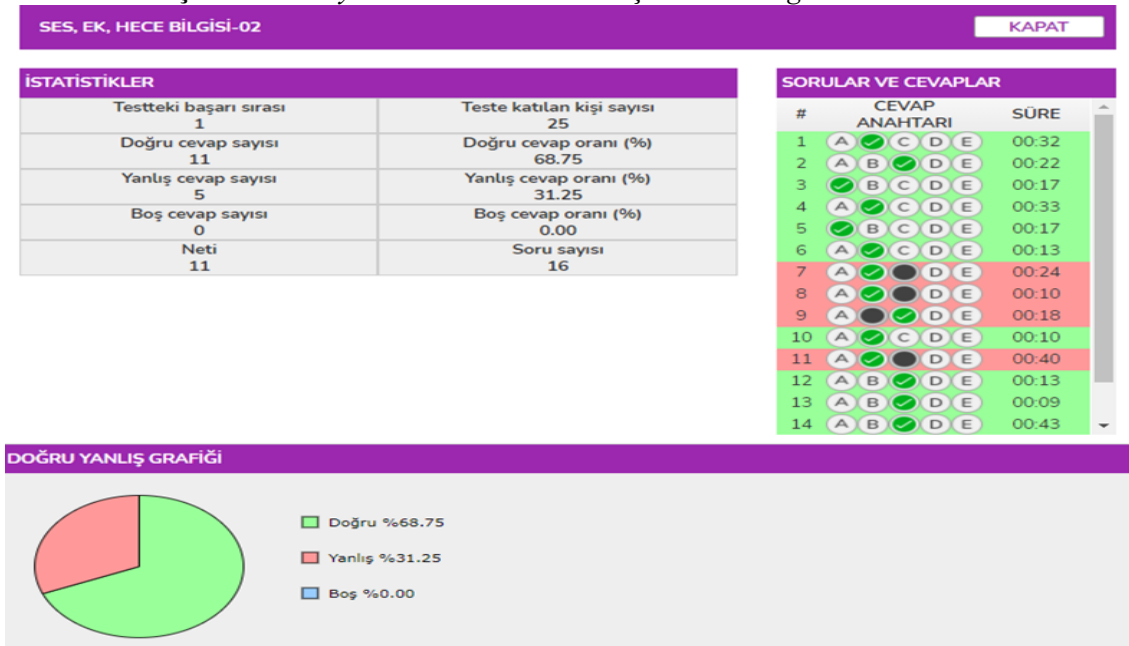 SES, EK, HECE BİLGİSİ-02
KAPAT
İSTATİSTİKLER
Testteki başarı sırası
1
Teste katılan kişi sayısı
25
Doğru cevap sayısı
11
Doğru cevap oranı (%)
68.75
Yanlış cevap sayısı
5
Yanlış cevap oranı (%)
31.25
Boş cevap sayısı
0
Boş cevap oranı (%)
0.00
Neti
11
Soru sayısı
16
SORULAR VE CEVAPLAR
# CEVAP ANAHTARI SÜRE
1 A C D E 00:32
2 A B D E 00:22
3 B C D E 00:17
4 A C D E 00:33
5 B C D E 00:17
6 A C D E 00:13
7 A D E 00:24
8 A D E 00:10
9 A D E 00:18
10 A C D E 00:10
11 A D E 00:40
12 A B D E 00:13
13 A B D E 00:09
14 A B D E 00:43
DOĞRU YANLIŞ GRAFİĞİ
Doğru %68.75
Yanlış %31.25
Boş %0.00